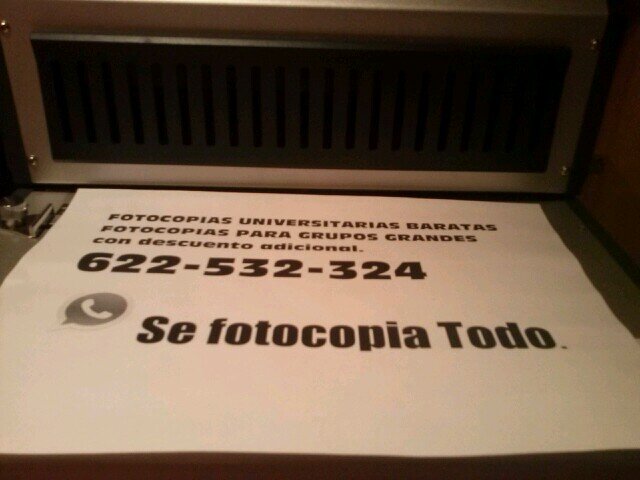 FOTOCOPIAS UNIVERSITARIAS BARATAS
FOTOCOPIAS PARA GRUPOS GRANDES
con descuento adicional.
622-532-324
Se fotocopia Todo.